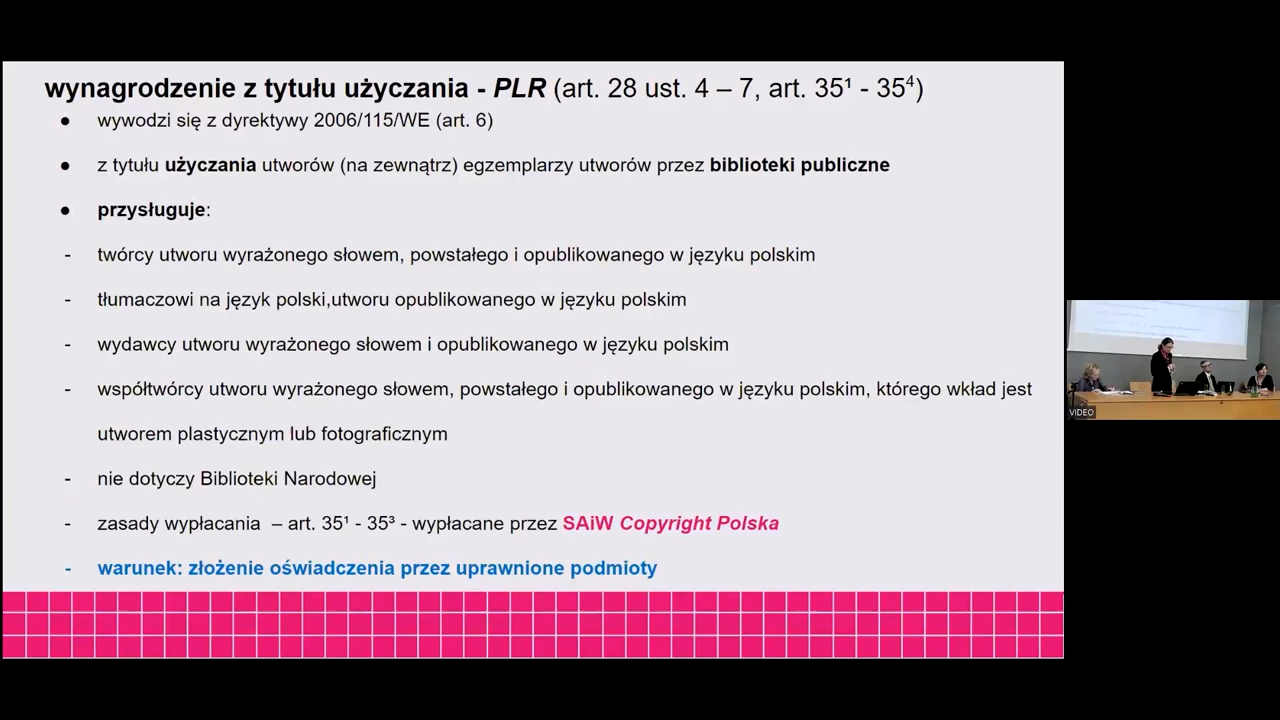 wynagrodzenie z tytułu użyczania - PLR (art. 28 ust. 4 – 7, art. 35¹ - 35⁴)
● wywodzi się z dyrektywy 2006/115/WE (art. 6)
● z tytułu użyczania utworów (na zewnątrz) egzemplarzy utworów przez biblioteki publiczne
● przysługuje:
- twórcy utworu wyrażonego słowem, powstałego i opublikowanego w języku polskim
- tłumaczowi na język polski,utworu opublikowanego w języku polskim
- wydawcy utworu wyrażonego słowem i opublikowanego w języku polskim
- współtwórcy utworu wyrażonego słowem, powstałego i opublikowanego w języku polskim, którego wkład jest
utworem plastycznym lub fotograficznym
- nie dotyczy Biblioteki Narodowej
- zasady wypłacania – art. 35¹ - 35³ - wypłacane przez SAiW Copyright Polska
- warunek: złożenie oświadczenia przez uprawnione podmioty
VIDEO